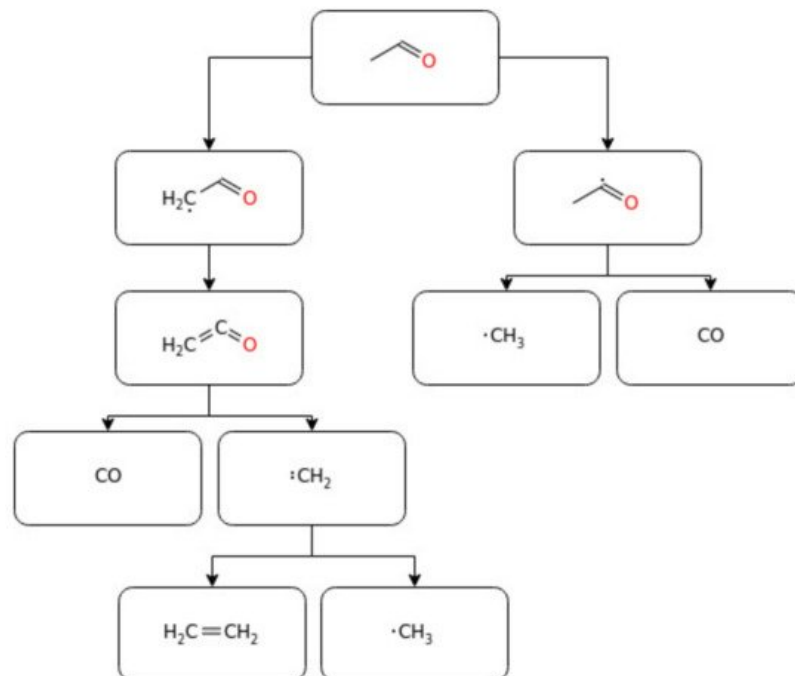 O
H₂C· O
· O
H₂C C O
·CH₃ CO
CO :CH₂
H₂C=CH₂ ·CH₃